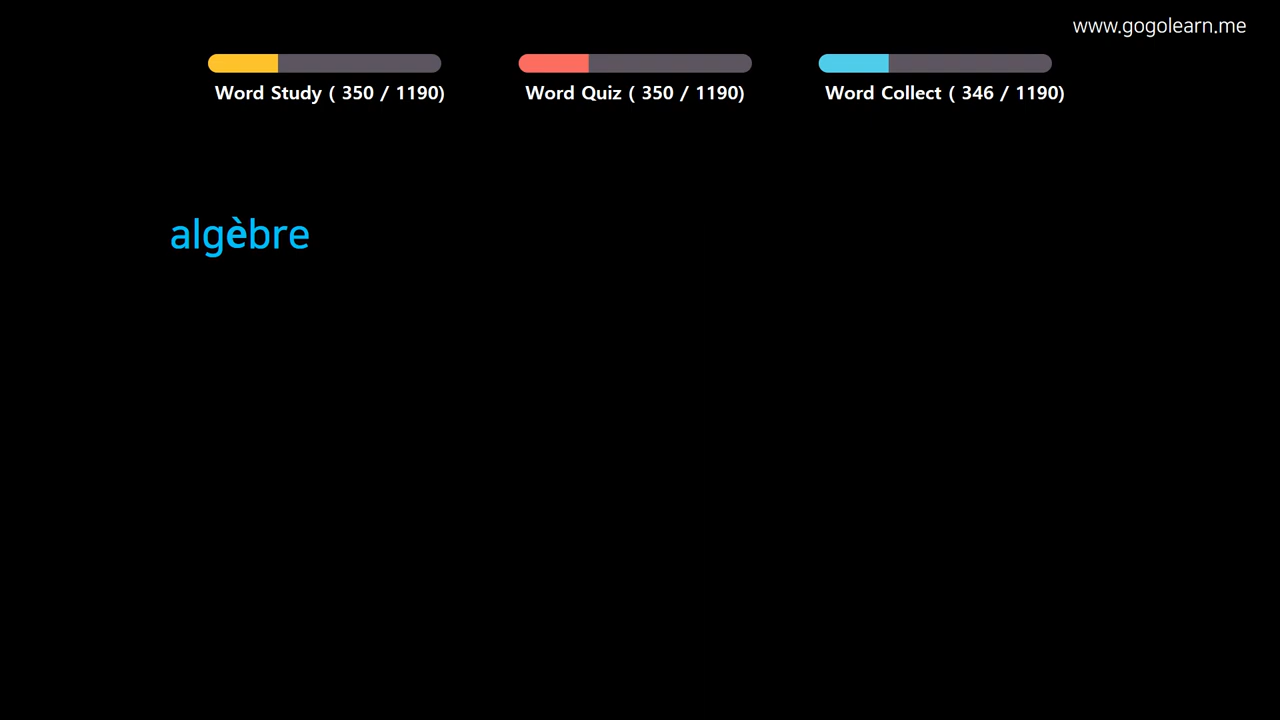 www.gogolearn.me
Word Study ( 350 / 1190)
Word Quiz ( 350 / 1190)
Word Collect ( 346 / 1190)
algèbre